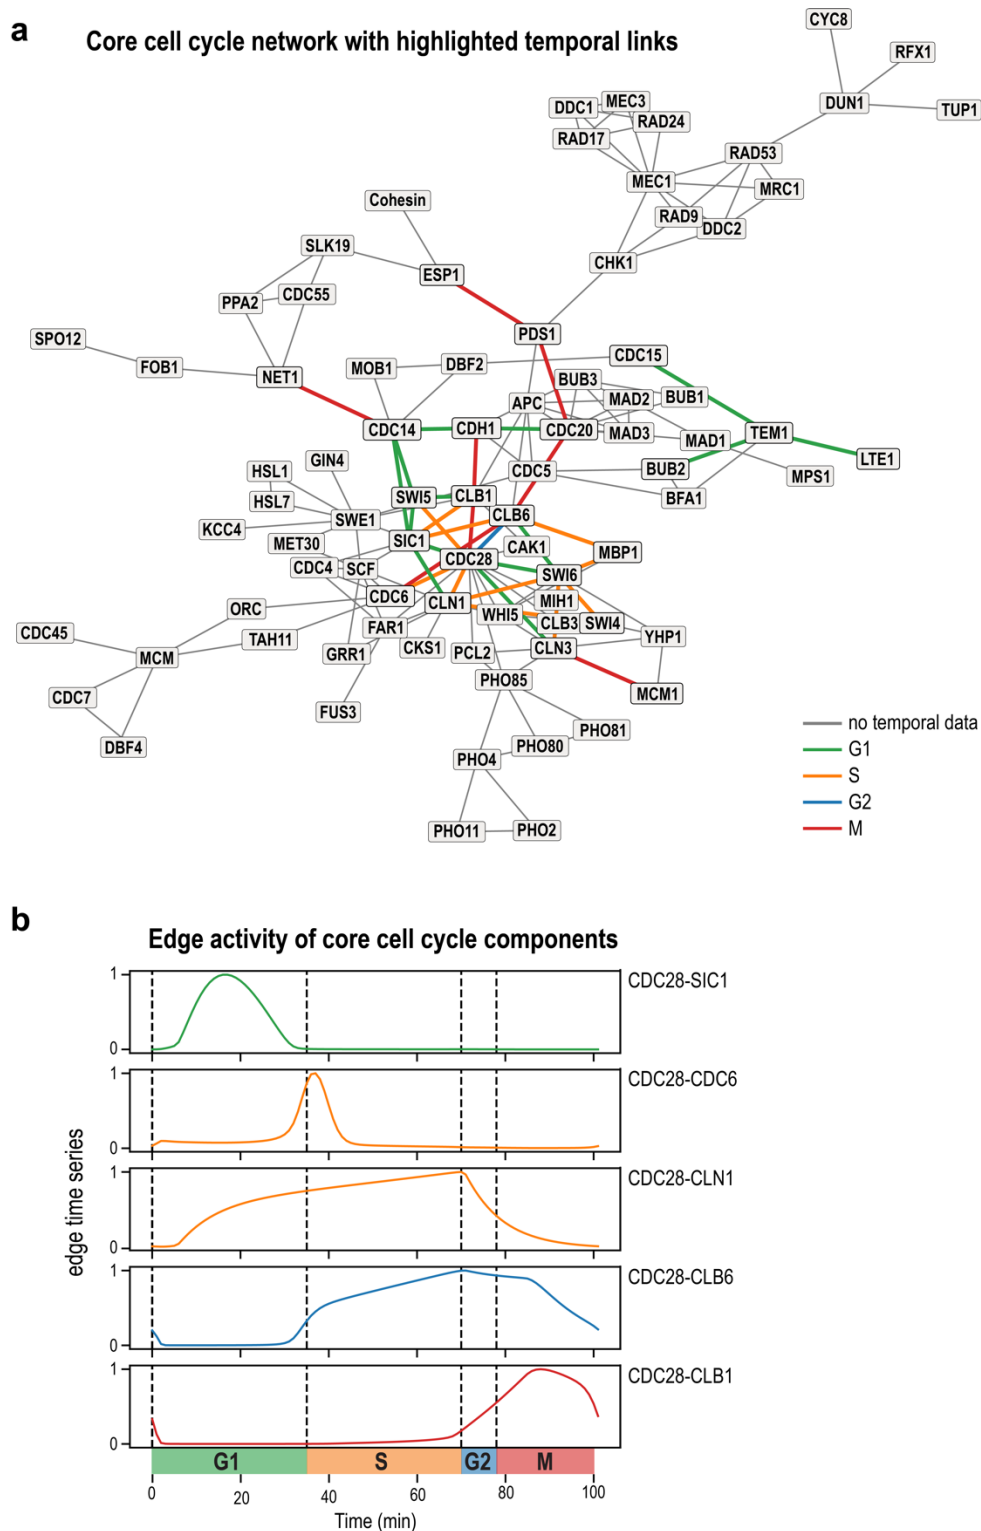 a
Core cell cycle network with highlighted temporal links
CYC8
RFX1
DUN1
TUP1
DDC1
MEC3
RAD24
RAD17
RAD53
MEC1
MRC1
RAD9
DDC2
Cohesin
SLK19
ESP1
CHK1
PPA2
CDC55
SPO12
FOB1
NET1
PDS1
MOB1
DBF2
CDC15
BUB3
APC
MAD2
BUB1
CDC14
CDH1
CDC20
MAD3
MAD1
TEM1
LTE1
HSL1
GIN4
CDC5
BUB2
MPS1
HSL7
SWI5
CLB1
BFA1
KCC4
SWE1
CLB6
MET30
SIC1
CAK1
MBP1
CDC4
SCF
CDC28
SWI6
ORC
CDC6
CLN1
MIH1
WHI5
CDC45
TAH11
FAR1
CLB3
SWI4
YHP1
MCM
GRR1
CKS1
PCL2
CLN3
CDC7
FUS3
PHO85
MCM1
DBF4
PHO81
PHO80
PHO4
PHO11
PHO2
no temporal data
G1
S
G2
M
b
Edge activity of core cell cycle components
1
0
CDC28-SIC1
1
0
CDC28-CDC6
1
0
CDC28-CLN1
1
0
CDC28-CLB6
1
0
CDC28-CLB1
edge time series
G1 S G2 M
0 20 40 60 80 100
Time (min)